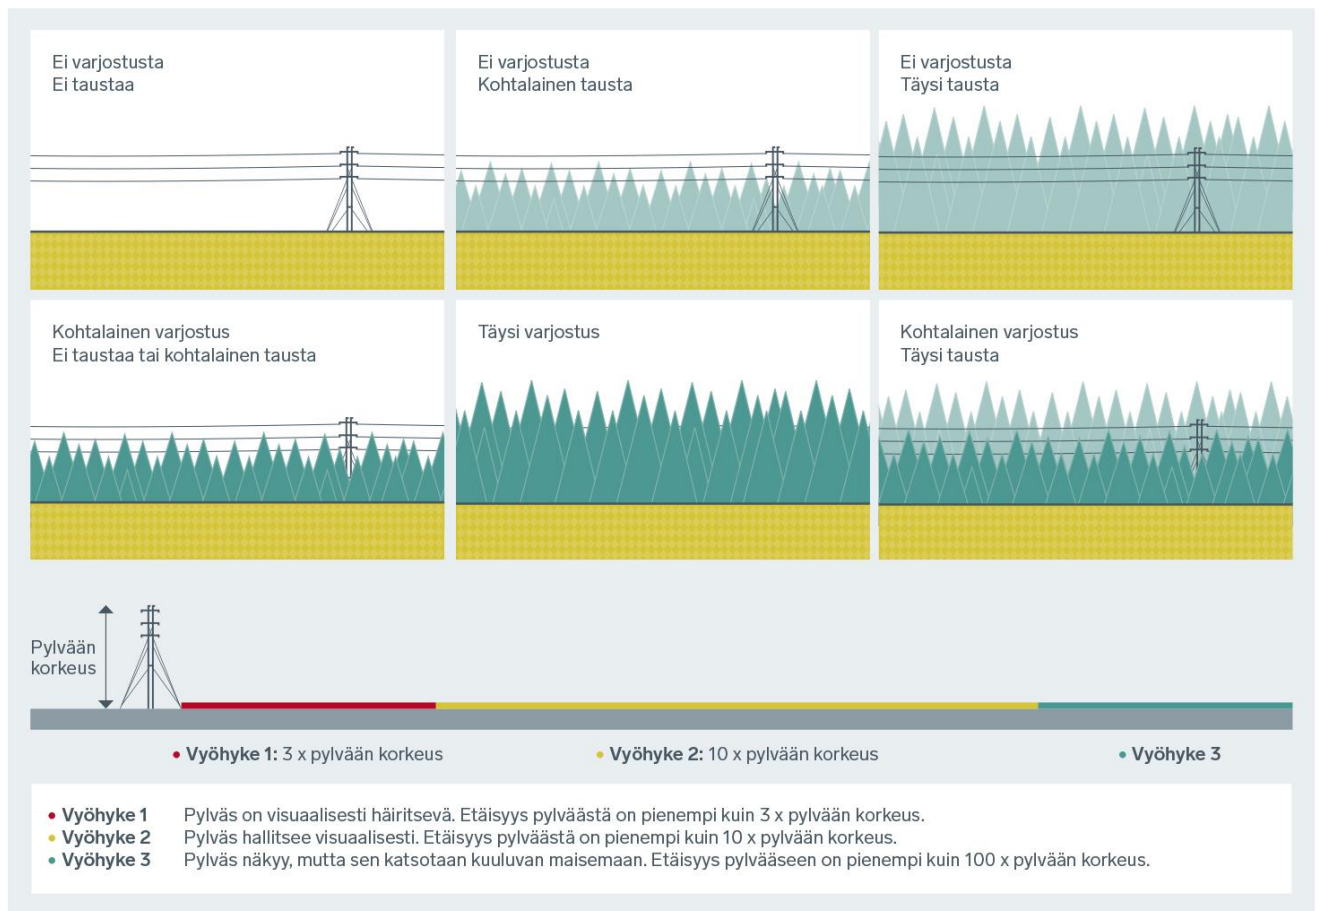 Ei varjostusta
Ei taustaa
Ei varjostusta
Kohtalainen tausta
Ei varjostusta
Täysi tausta
Kohtalainen varjostus
Ei taustaa tai kohtalainen tausta
Täysi varjostus
Kohtalainen varjostus
Täysi tausta
Pylvään
korkeus
• Vyöhyke 1: 3 x pylvään korkeus
• Vyöhyke 2: 10 x pylvään korkeus
• Vyöhyke 3
• Vyöhyke 1 Pylväs on visuaalisesti häiritsevä. Etäisyys pylväästä on pienempi kuin 3 x pylvään korkeus.
• Vyöhyke 2 Pylväs hallitsee visuaalisesti. Etäisyys pylväästä on pienempi kuin 10 x pylvään korkeus.
• Vyöhyke 3 Pylväs näkyy, mutta sen katsotaan kuuluvan maisemaan. Etäisyys pylvääseen on pienempi kuin 100 x pylvään korkeus.